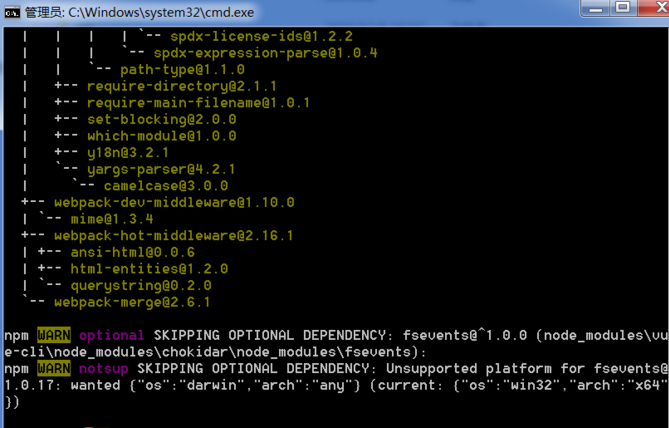 管理员: C:\Windows\system32\cmd.exe
|    |    |    | `-- spdx-license-ids@1.2.2
|    |    |    `-- spdx-expression-parse@1.0.4
|    |    `-- path-type@1.1.0
|    +-- require-directory@2.1.1
|    +-- require-main-filename@1.0.1
|    +-- set-blocking@2.0.0
|    +-- which-module@1.0.0
|    +-- y18n@3.2.1
|    `-- yargs-parser@4.2.1
|      `-- camelcase@3.0.0
+-- webpack-dev-middleware@1.10.0
| `-- mime@1.3.4
+-- webpack-hot-middleware@2.16.1
| +-- ansi-html@0.0.6
| +-- html-entities@1.2.0
| `-- querystring@0.2.0
`-- webpack-merge@2.6.1
npm WARN optional SKIPPING OPTIONAL DEPENDENCY: fsevents@^1.0.0 (node_modules\vu
e-cli\node_modules\chokidar\node_modules\fsevents):
npm WARN notsup SKIPPING OPTIONAL DEPENDENCY: Unsupported platform for fsevents@
1.0.17: wanted {"os":"darwin","arch":"any"} (current: {"os":"win32","arch":"x64"
})